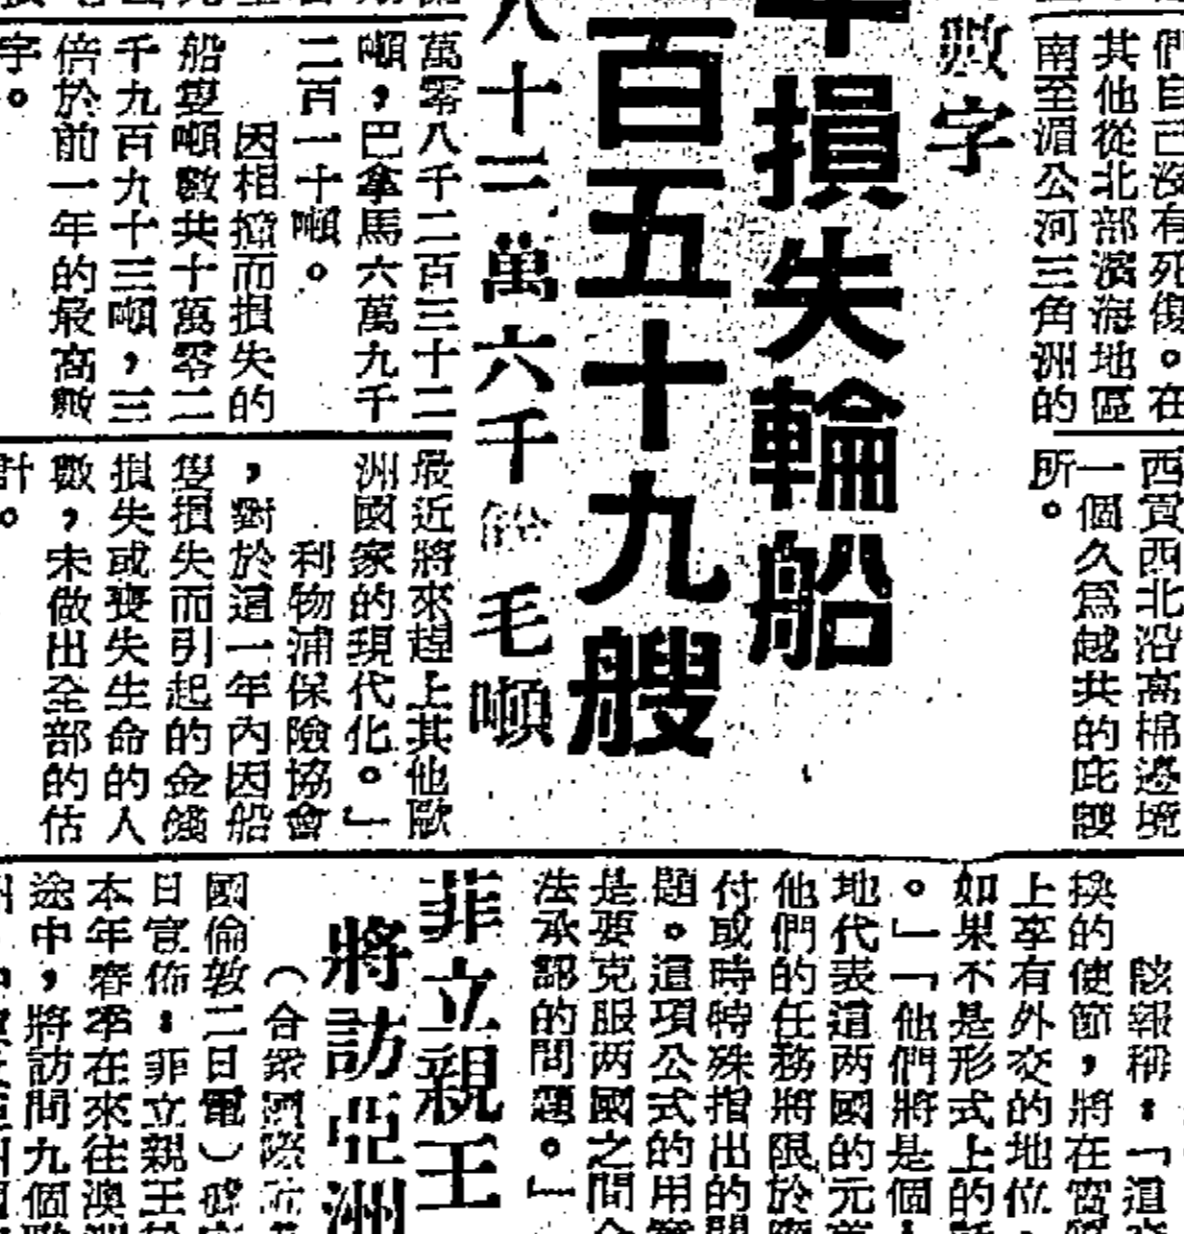 們自己沒有死傷。在
其他從北部濱海地區
南至湄公河三角洲的
西貢西北沿高棉邊境
一個久為越共的庇護
所。
數字
年損失輪船
百五十九艘
八十二萬六千餘毛噸
萬零八千二百三十二
噸，巴拿馬六萬九千
二百一十噸。
因相撞而損失的
船隻噸數共十萬零二
千九百九十三噸，三
倍於前一年的最高數
字。
最近將來趕上其他歐
洲國家的現代化。」
利物浦保險協會
，對於這一年內因船
隻損失而引起的金錢
損失或喪失生命的人
數，未做出全部的估
計。
該報稱：「這
換的使節，將在
上享有外交的地位，
如果不是形式上的
。」「他們將是個
地代表這两國的元
他們的任務將限於
付或時特殊指出的
題。這項公式的用
是要克服两國之間
法承認的問題。」
菲立親王
將訪亞洲
（合衆國際
國倫敦二日電）
日宣佈：菲立親王
本年春季在來往澳洲
途中，將訪問九個